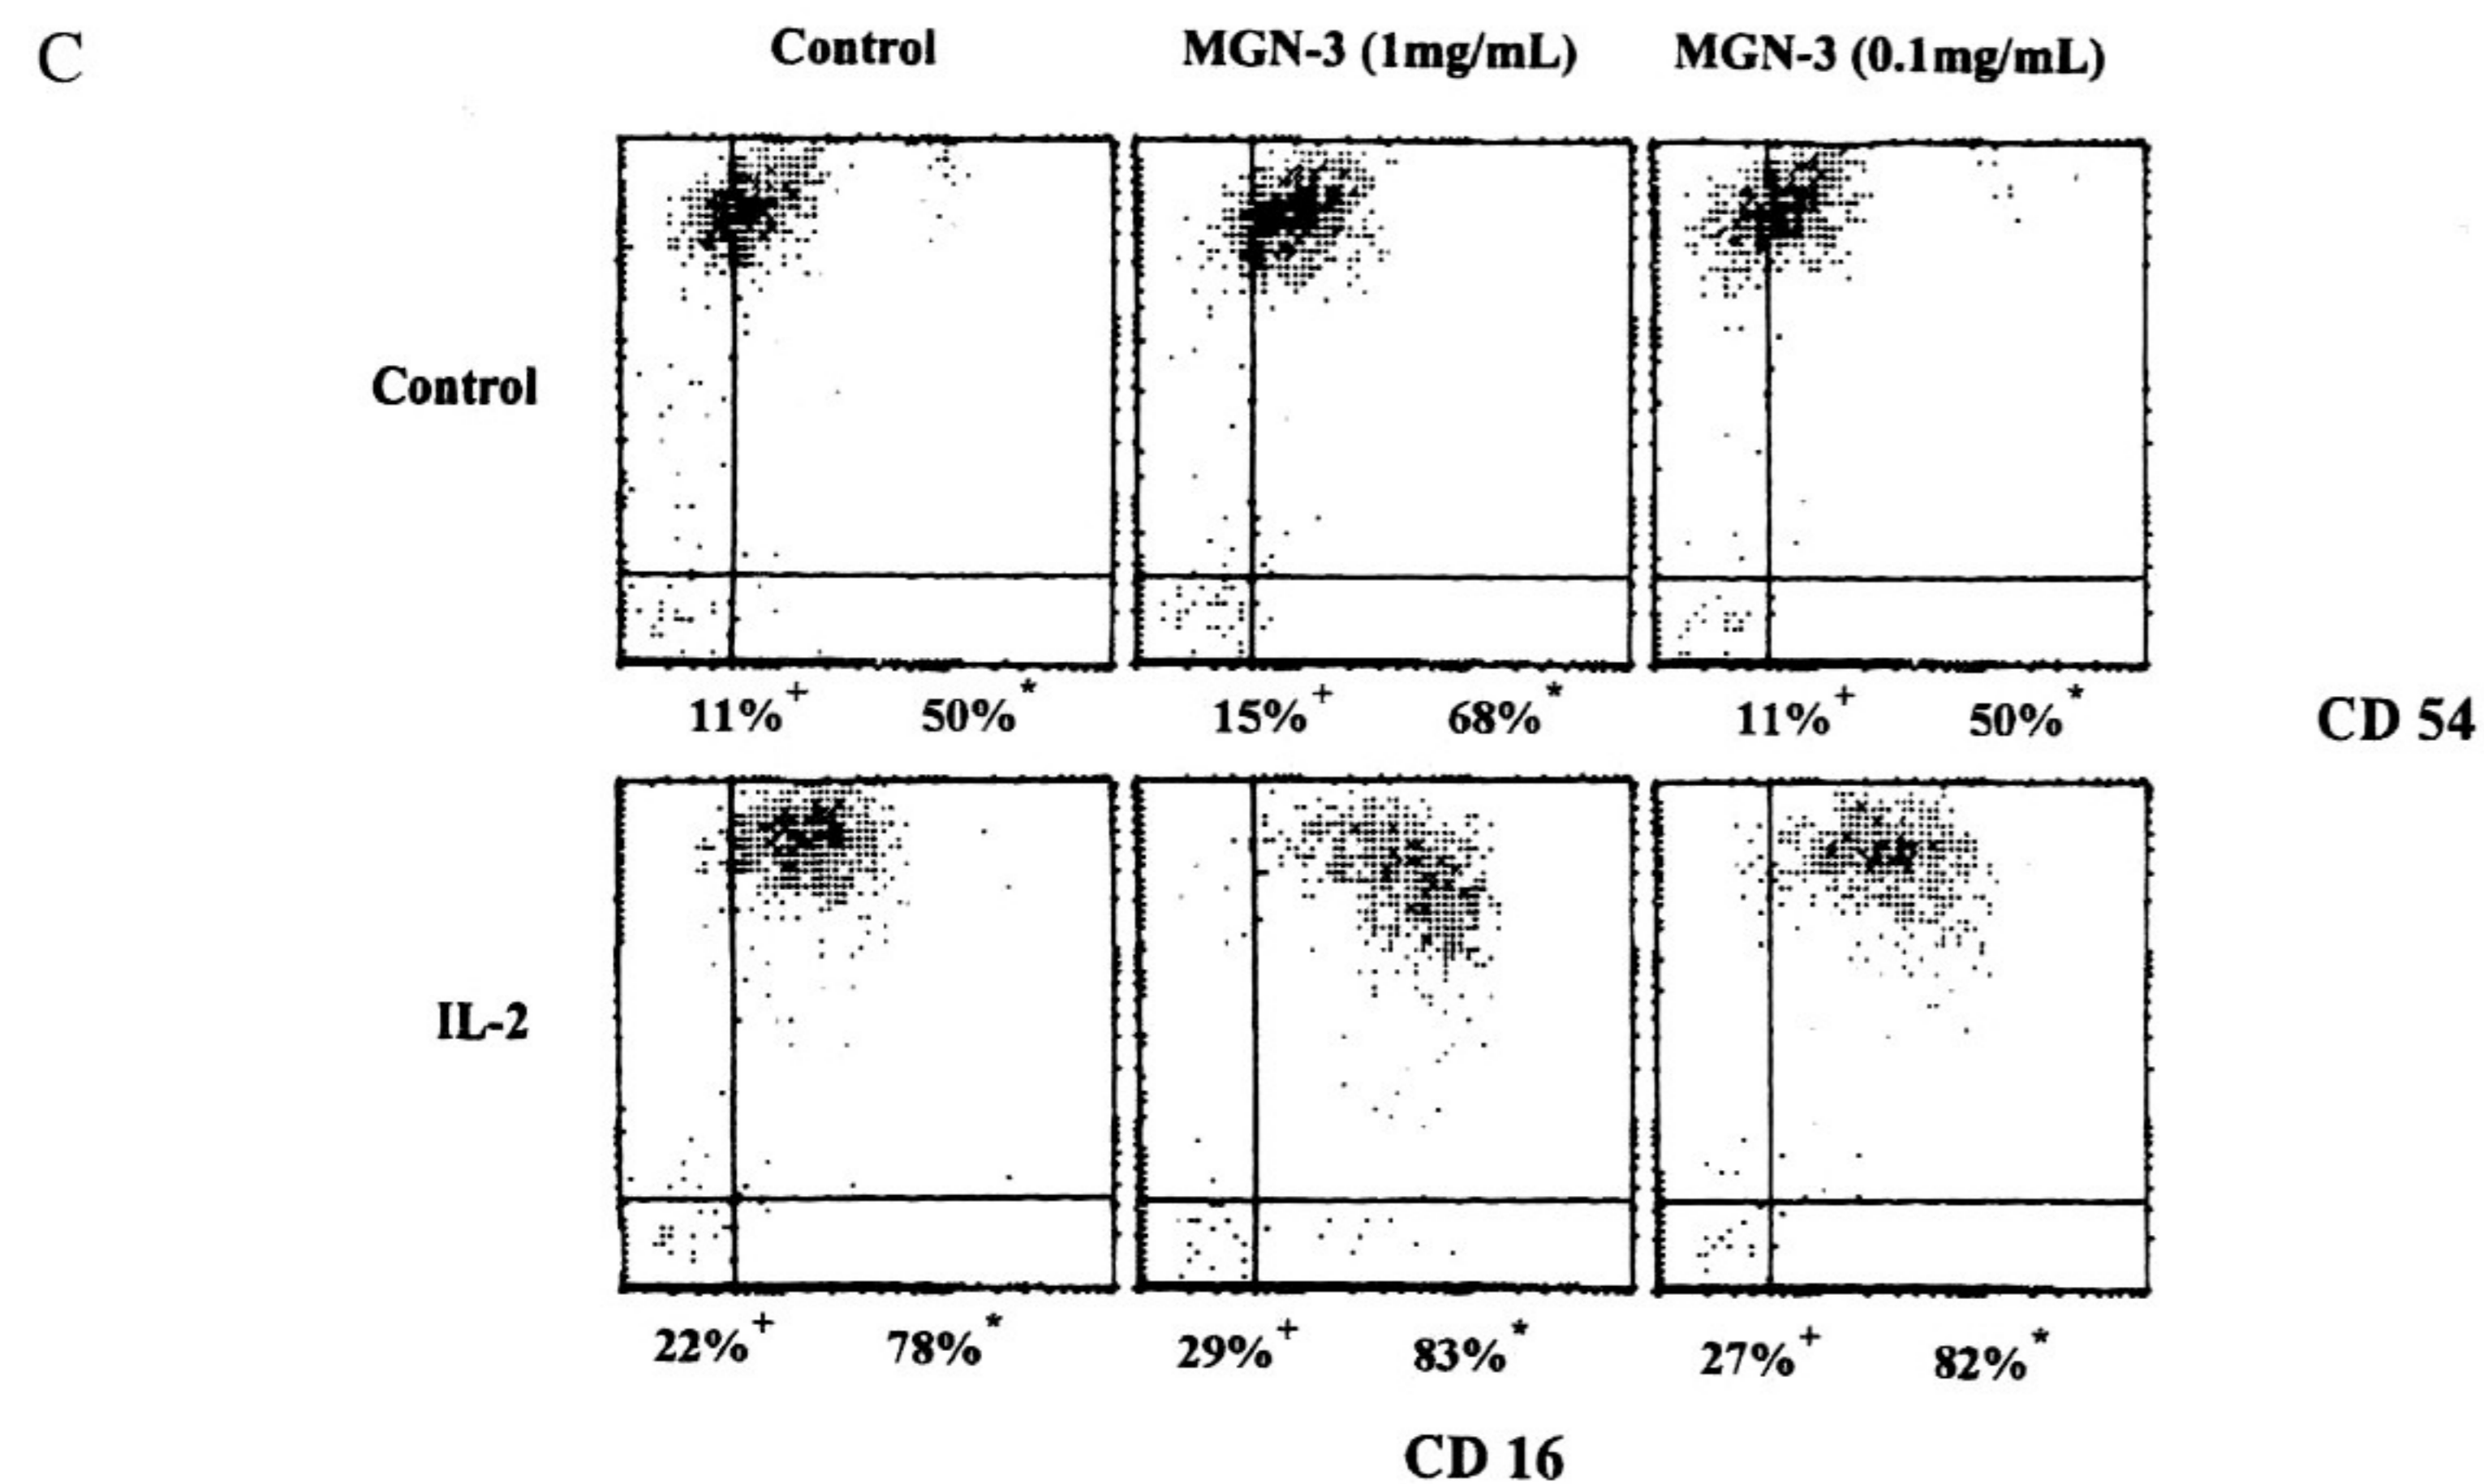 C
Control MGN-3 (1mg/mL) MGN-3 (0.1mg/mL)
Control
11%+ 50%* 15%+ 68%* 11%+ 50%*
CD 54
IL-2
22%+ 78%* 29%+ 83%* 27%+ 82%*
CD 16